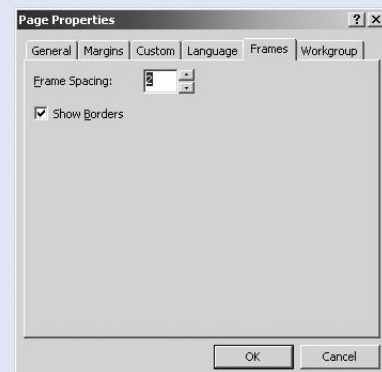 Page Properties
General Margins Custom Language Frames Workgroup
Frame Spacing: 2
Show Borders
OK Cancel